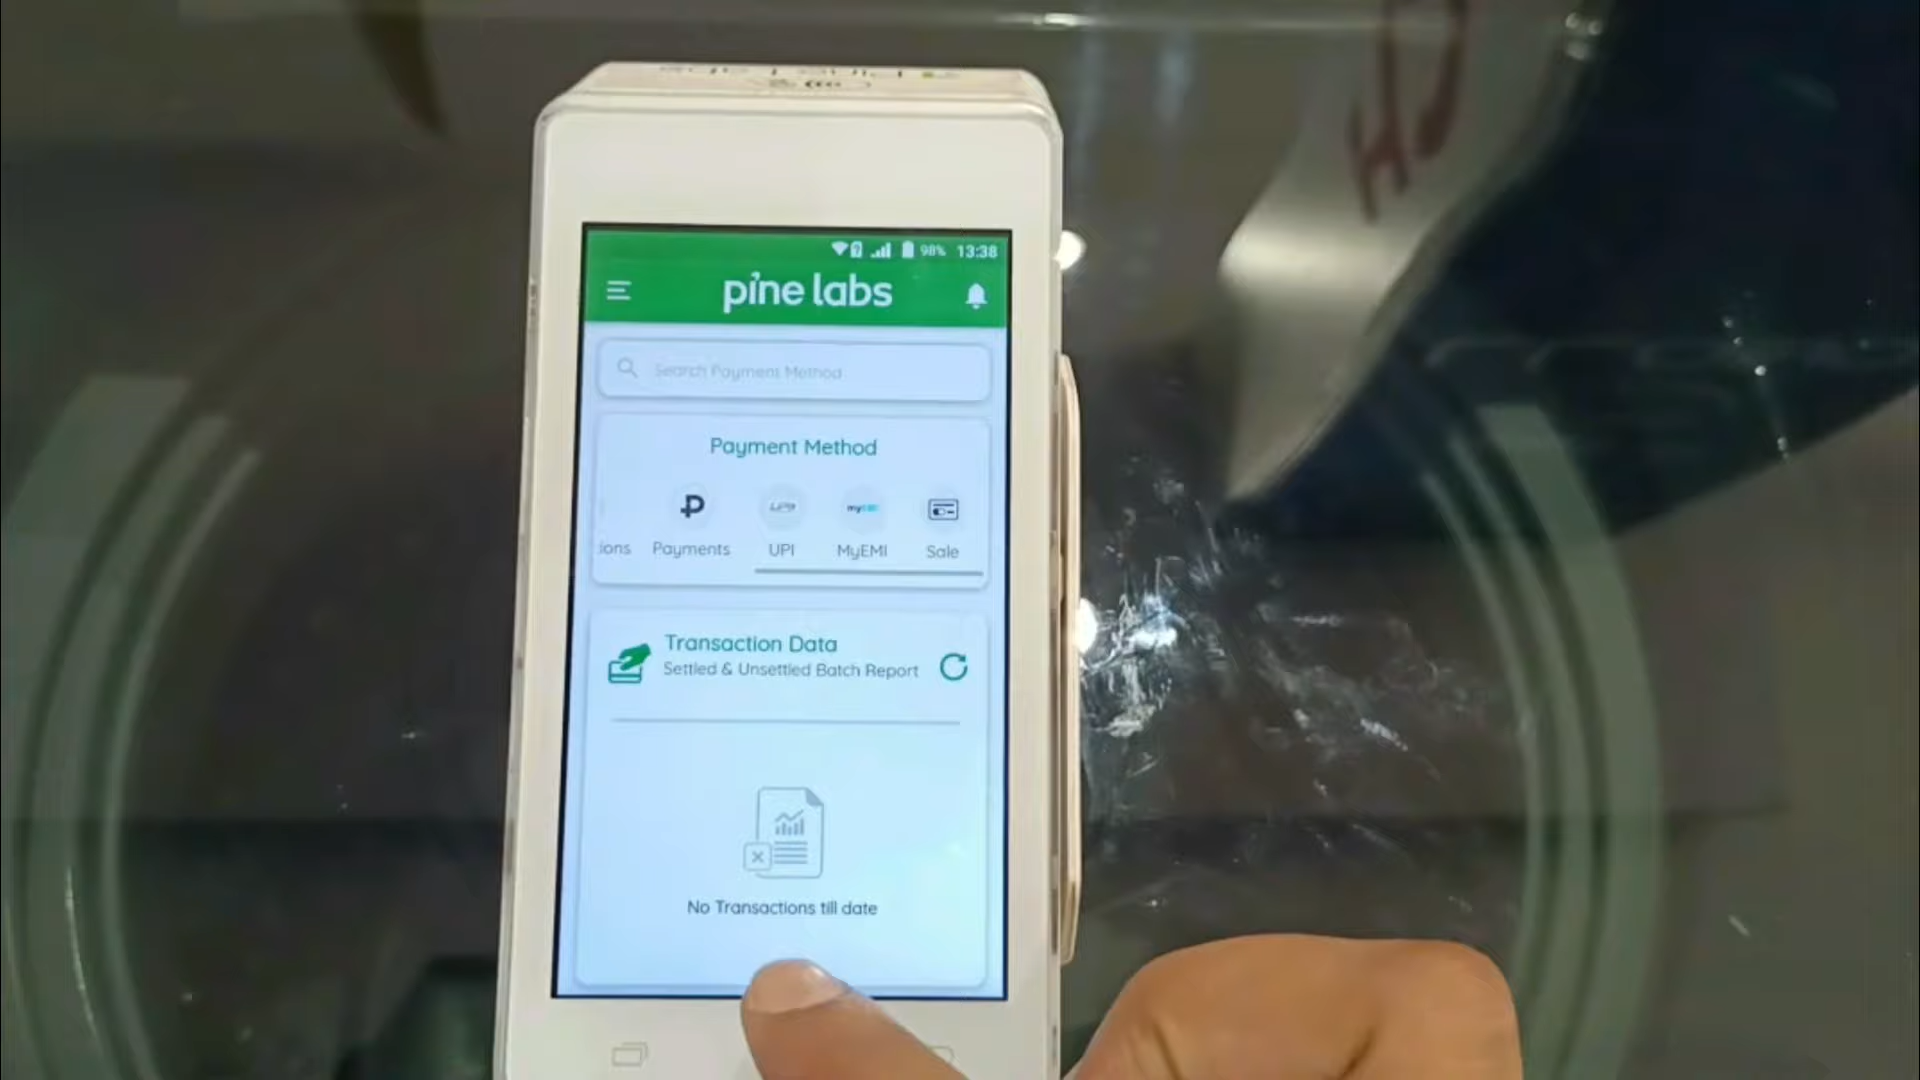 98% 13:38
pine labs
Search Payment Method
Payment Method
ions Payments UPI MyEMI Sale
Transaction Data
Settled & Unsettled Batch Report
No Transactions till date